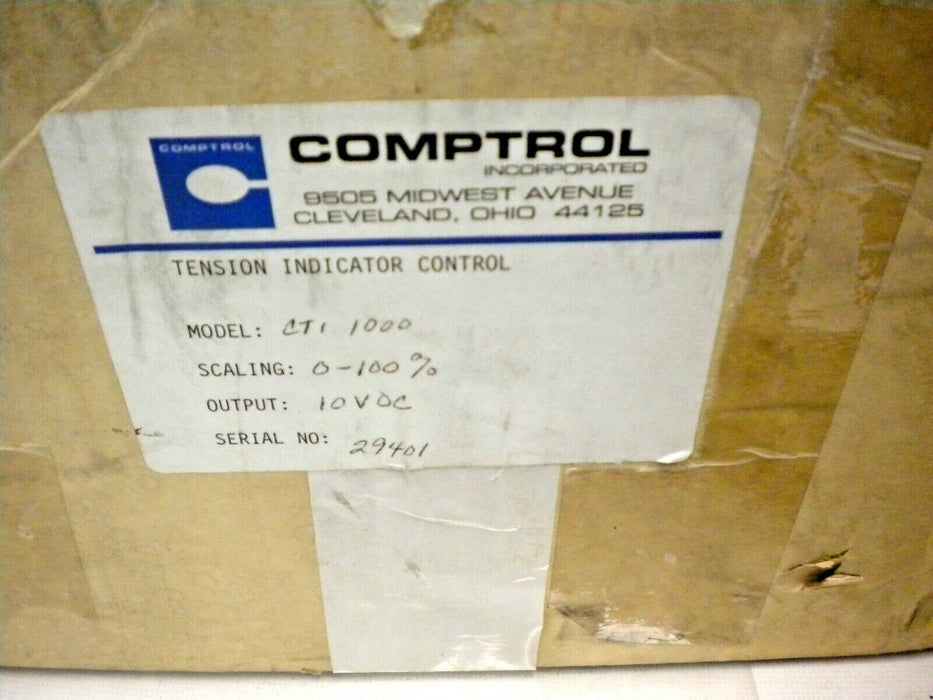 COMPTROL
COMPTROL
INCORPORATED
9505 MIDWEST AVENUE
CLEVELAND, OHIO 44125
TENSION INDICATOR CONTROL
MODEL: CTI 1000
SCALING: 0-100%
OUTPUT: 10VDC
SERIAL NO: 29401